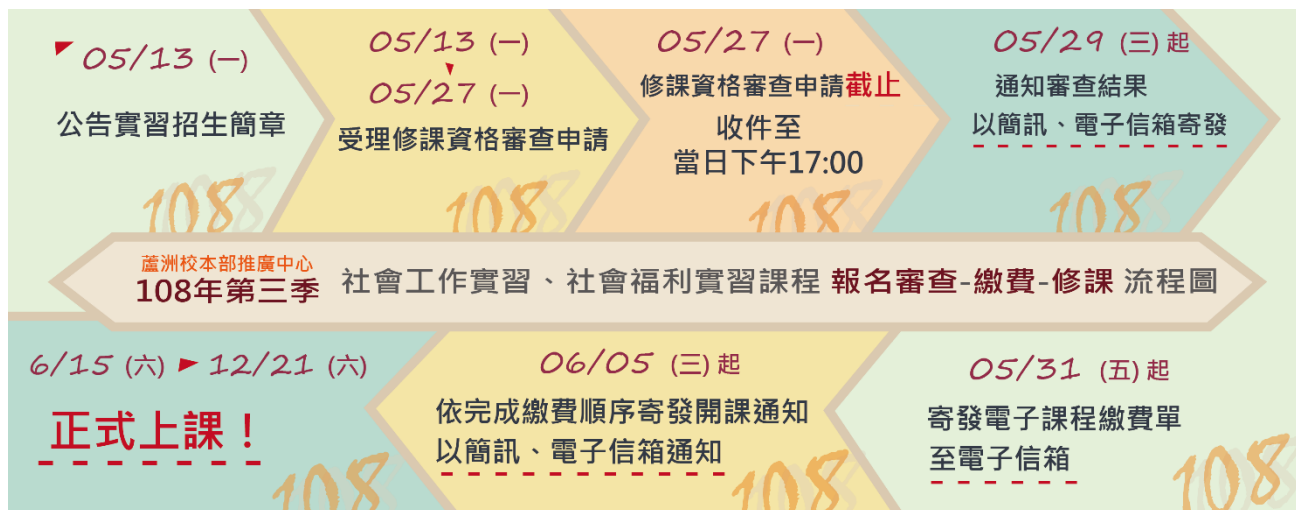 05/13 (一)
公告實習招生簡章
108
05/13 (一)
05/27 (一)
受理修課資格審查申請
108
05/27 (一)
修課資格審查申請截止
收件至
當日下午17:00
108
05/29 (三) 起
通知審查結果
以簡訊、電子信箱寄發
108
蘆洲校本部推廣中心
108年第三季 社會工作實習、社會福利實習課程 報名審查-繳費-修課 流程圖
05/31 (五) 起
寄發電子課程繳費單
至電子信箱
108
06/05 (三) 起
依完成繳費順序寄發開課通知
以簡訊、電子信箱通知
108
6/15 (六) ► 12/21 (六)
正式上課！
108